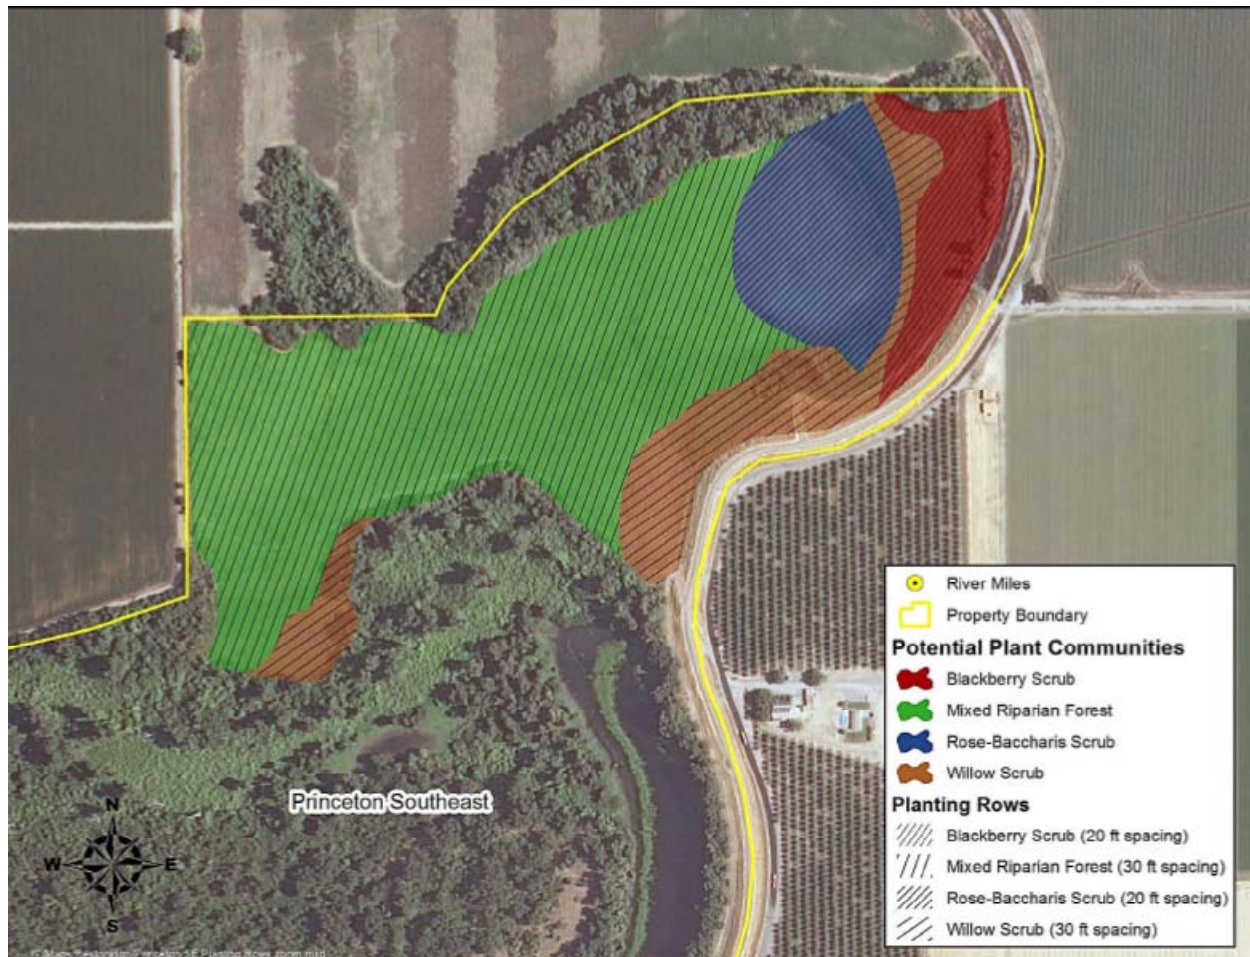 River Miles
Property Boundary
Potential Plant Communities
Blackberry Scrub
Mixed Riparian Forest
Rose-Baccharis Scrub
Willow Scrub
Planting Rows
Blackberry Scrub (20 ft spacing)
Mixed Riparian Forest (30 ft spacing)
Rose-Baccharis Scrub (20 ft spacing)
Willow Scrub (30 ft spacing)
Princeton Southeast
N
W E
S